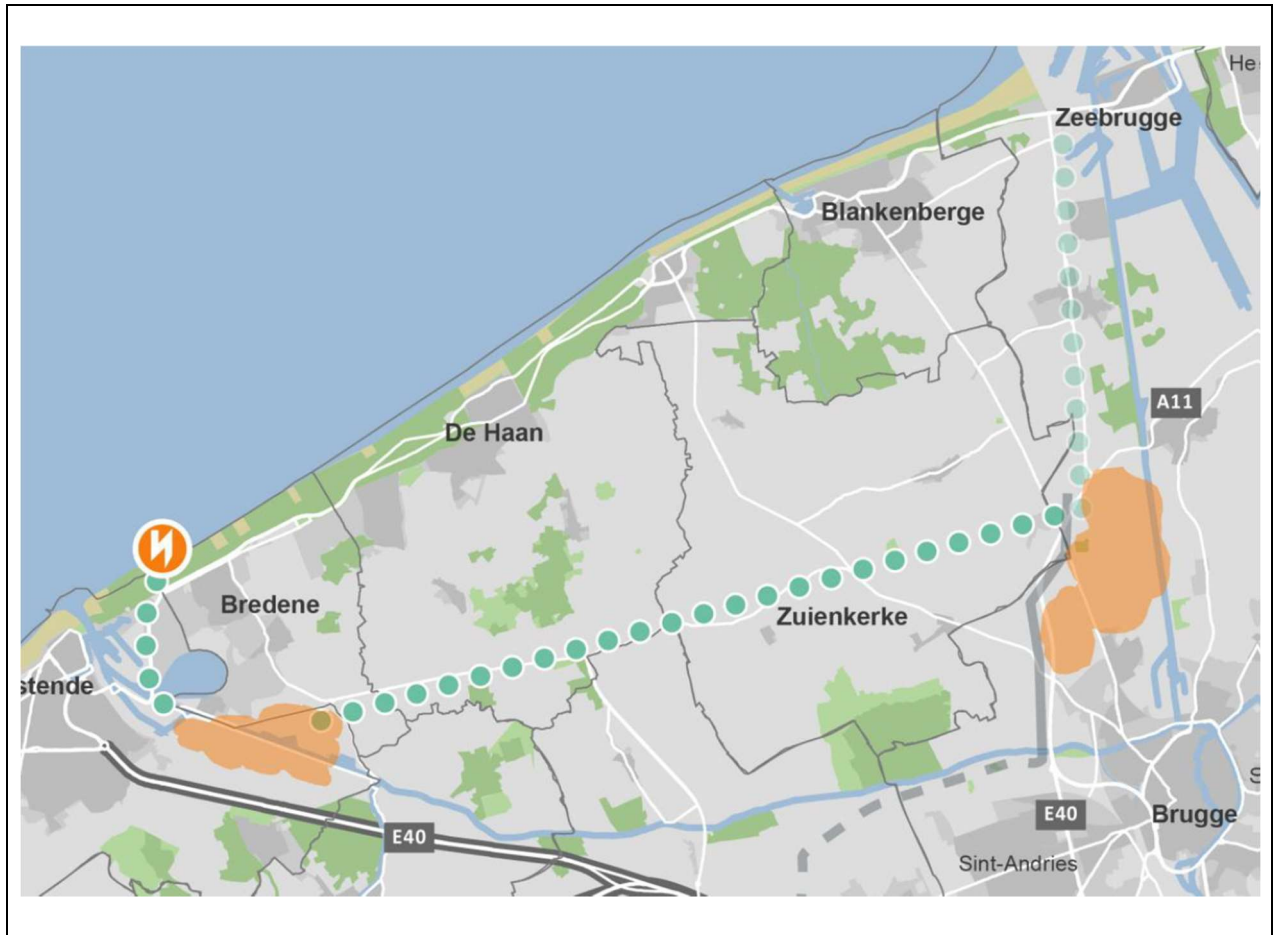 He
Zeebrugge
Blankenberge
A11
De Haan
Bredene
Zuienkerke
stende
E40
E40
Brugge
Sint-Andries